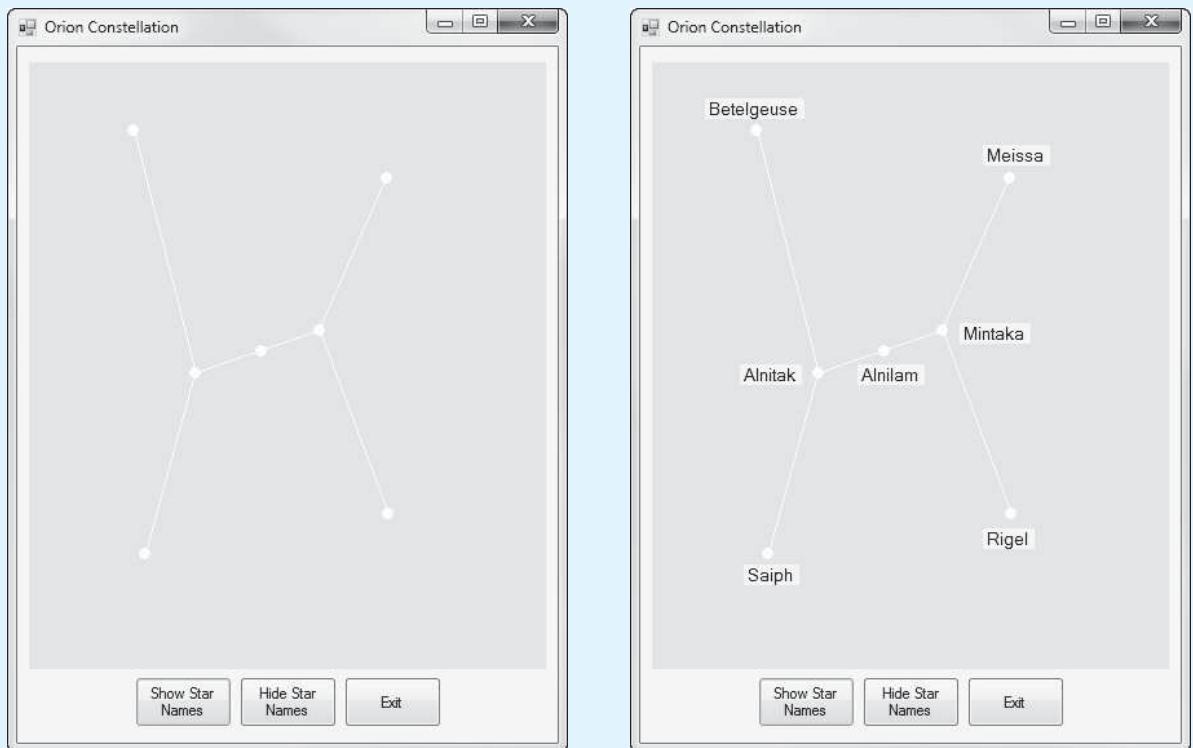 Orion Constellation
Show Star
Names
Hide Star
Names
Exit
Orion Constellation
Betelgeuse
Meissa
Mintaka
Alnitak
Alnilam
Rigel
Saiph
Show Star
Names
Hide Star
Names
Exit